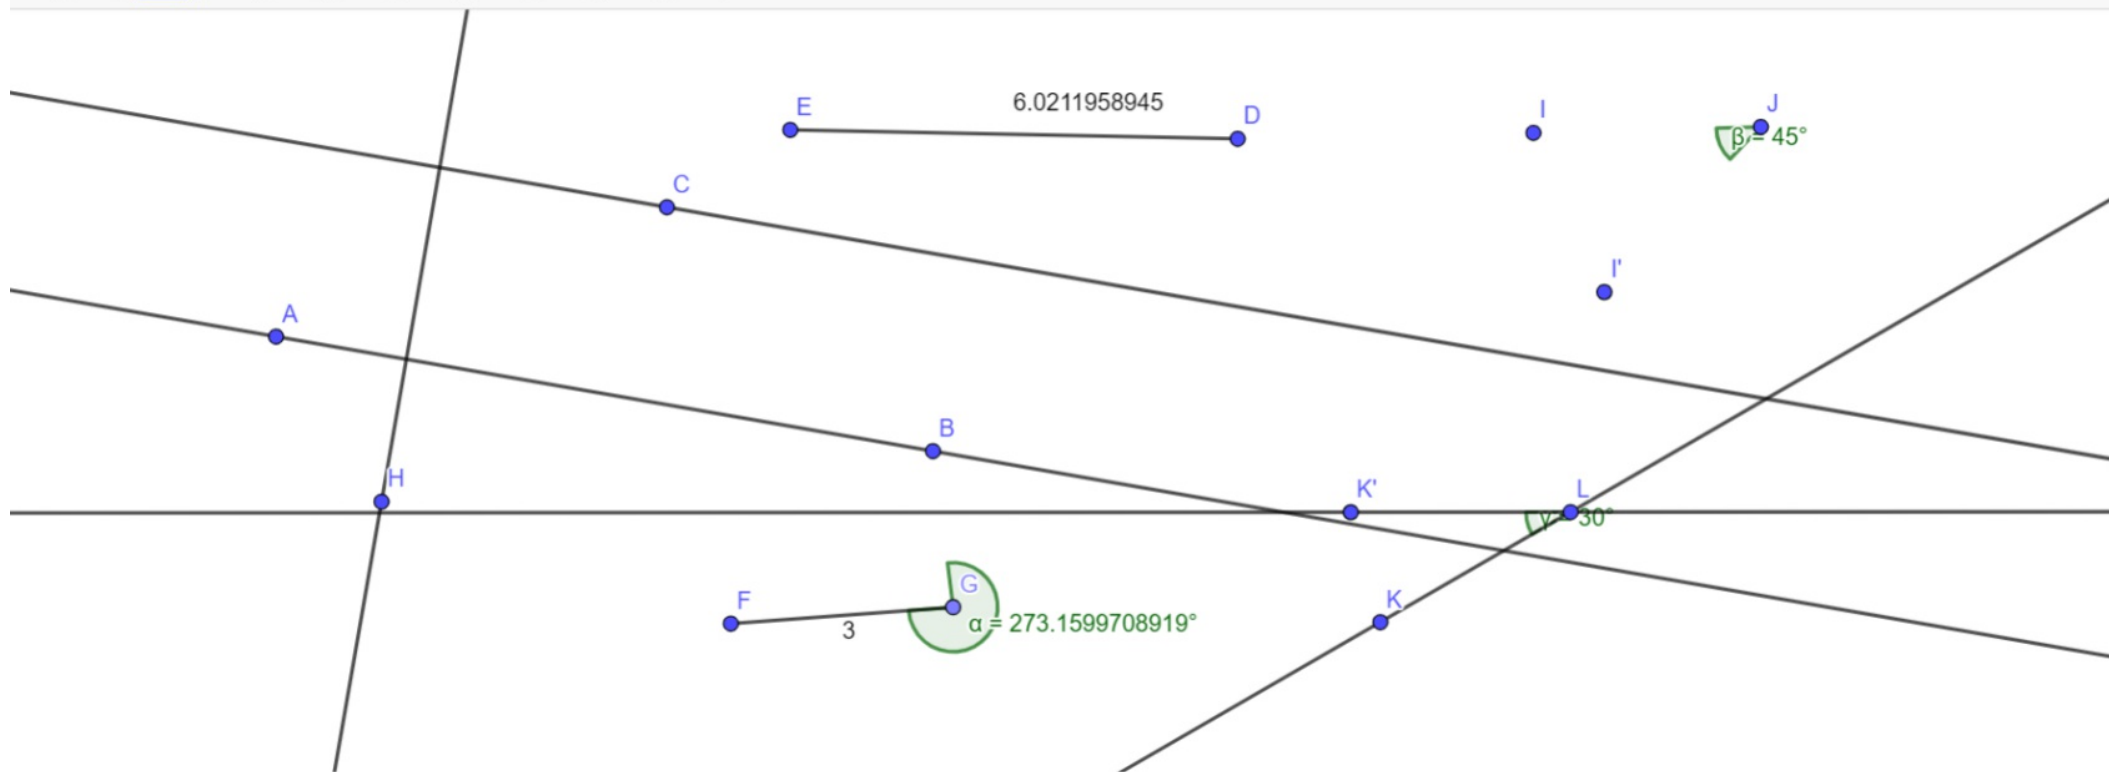 6.0211958945
E
D
I
J
β = 45°
C
I'
A
B
H
K'
L
γ = 30°
G
F
K
α = 273.1599708919°
3